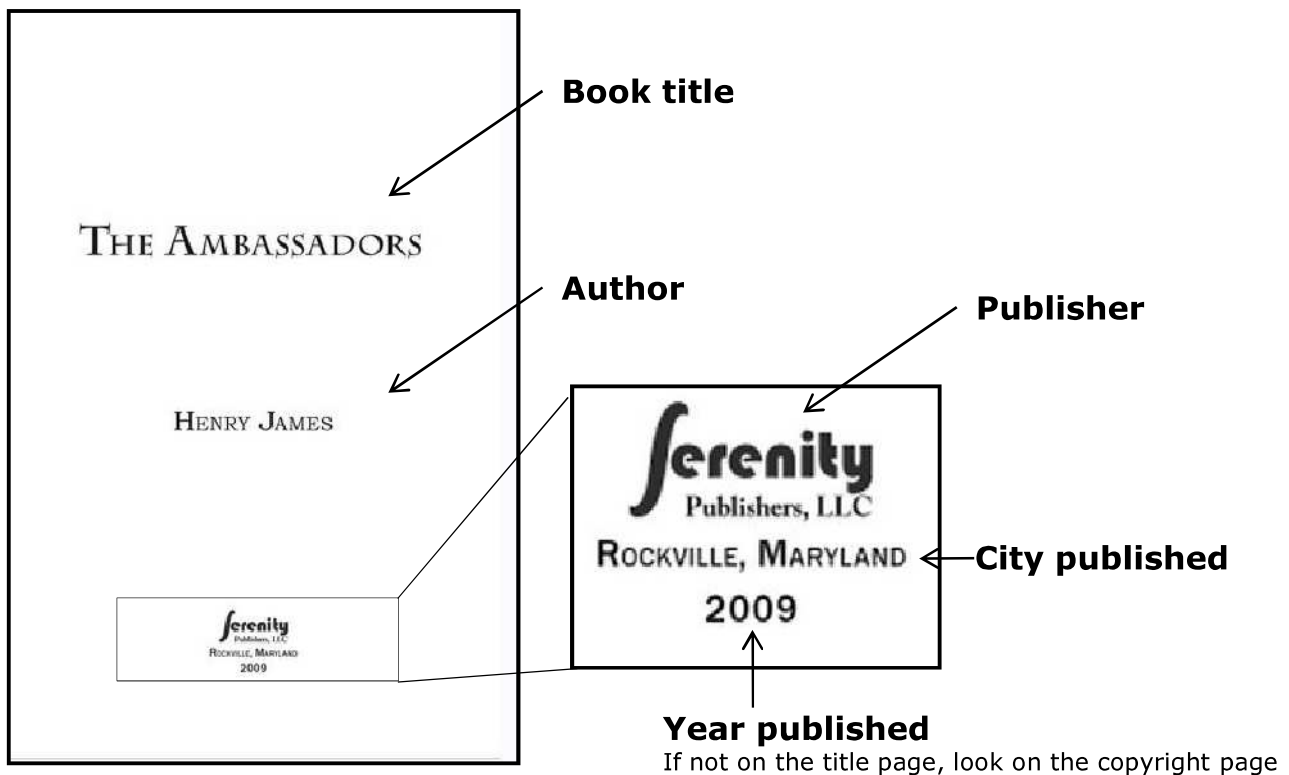 Book title
THE AMBASSADORS
Author
HENRY JAMES
Publisher
Serenity
Publishers, LLC
ROCKVILLE, MARYLAND
2009
City published
Serenity
Publishers, LLC
ROCKVILLE, MARYLAND
2009
Year published
If not on the title page, look on the copyright page